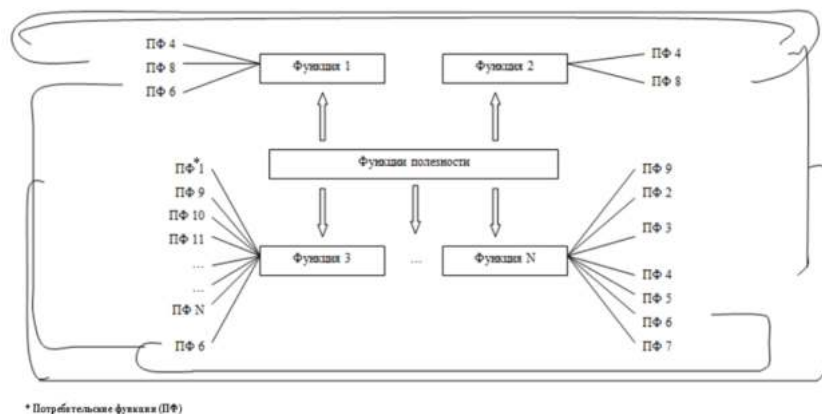 ПФ 4
ПФ 8
ПФ 6
Функция 1
Функция 2
ПФ 4
ПФ 8
Функции полезности
ПФ*1
ПФ 9
ПФ 10
ПФ 11
...
...
ПФ N
ПФ 6
Функция 3
...
Функция N
ПФ 9
ПФ 2
ПФ 3
ПФ 4
ПФ 5
ПФ 6
ПФ 7
* Потребительские функции (ПФ)